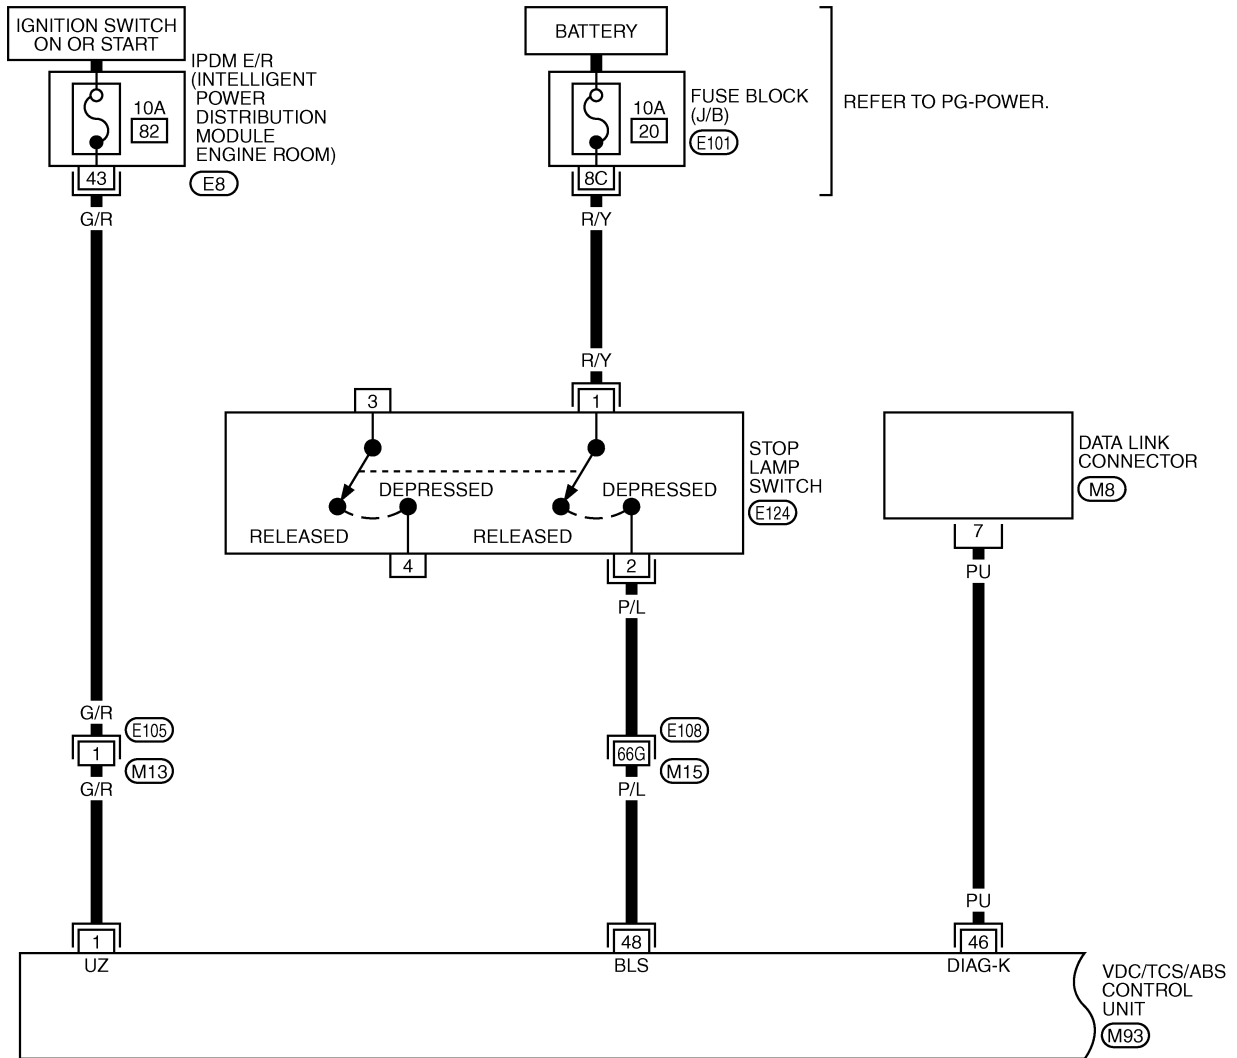 IGNITION SWITCH
ON OR START
IPDM E/R
(INTELLIGENT
POWER
DISTRIBUTION
MODULE
ENGINE ROOM)
E8
10A
82
43
G/R
BATTERY
10A
20
8C
FUSE BLOCK
(J/B)
E101
REFER TO PG-POWER.
R/Y
R/Y
3
1
DEPRESSED
RELEASED
DEPRESSED
RELEASED
4
2
STOP
LAMP
SWITCH
E124
DATA LINK
CONNECTOR
M8
7
PU
P/L
G/R
E105
1
M13
G/R
E108
66G
M15
P/L
PU
1
48
46
UZ
BLS
DIAG-K
VDC/TCS/ABS
CONTROL
UNIT
M93